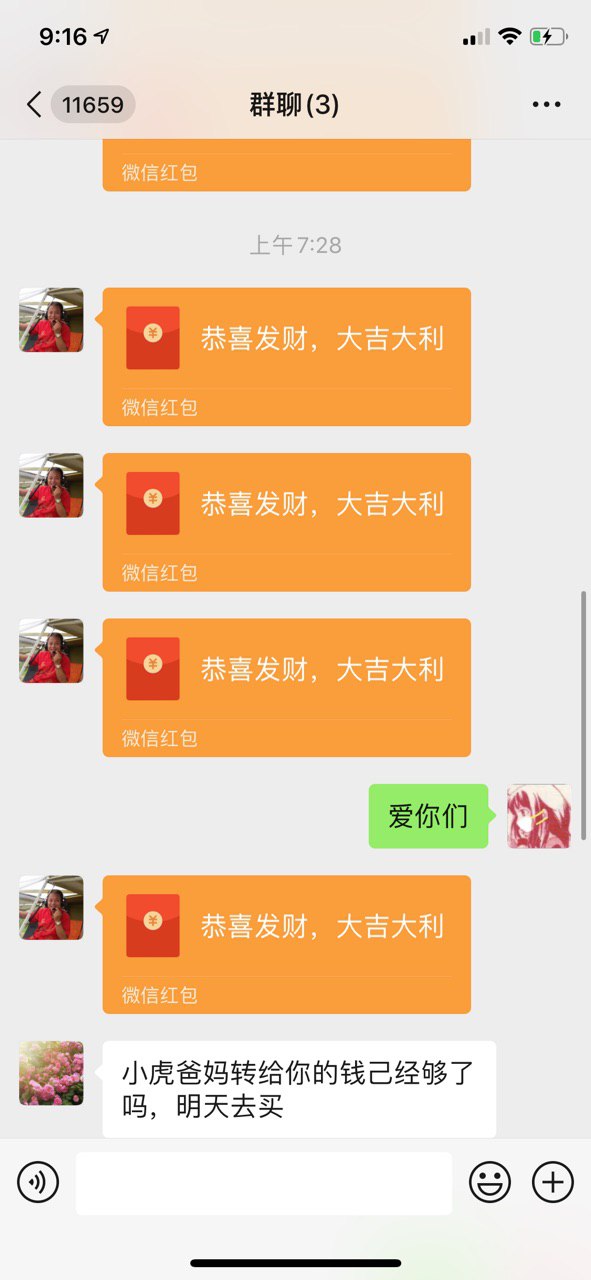 9:16
11659
群聊(3)
微信红包
上午7:28
¥
恭喜发财，大吉大利
微信红包
¥
恭喜发财，大吉大利
微信红包
¥
恭喜发财，大吉大利
微信红包
爱你们
¥
恭喜发财，大吉大利
微信红包
小虎爸妈转给你的钱己经够了
吗，明天去买